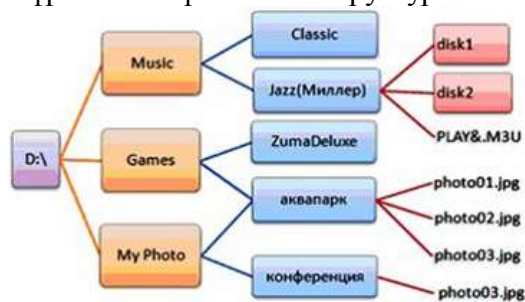 Classic
disk1
Music
Jazz(Миллер)
disk2
PLAY&.M3U
ZumaDeluxe
D:\
Games
photo01.jpg
аквапарк
photo02.jpg
My Photo
photo03.jpg
конференция
photo03.jpg